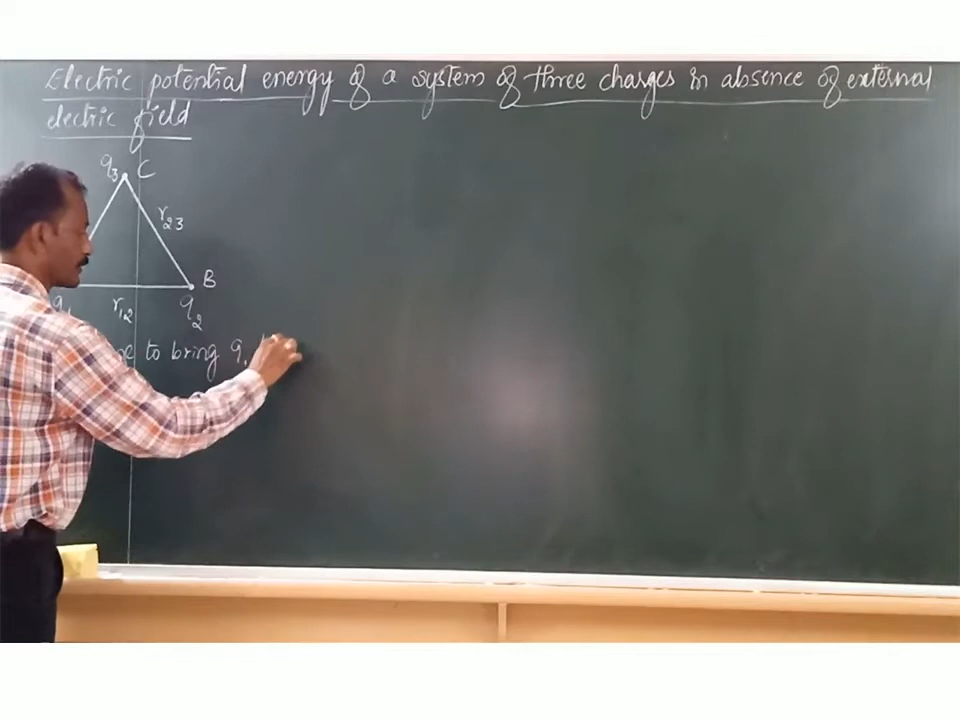 Electric potential energy of a system of three charges in absence of external
electric field
q3 C
r23
B
q1 r12 q2
to bring q1